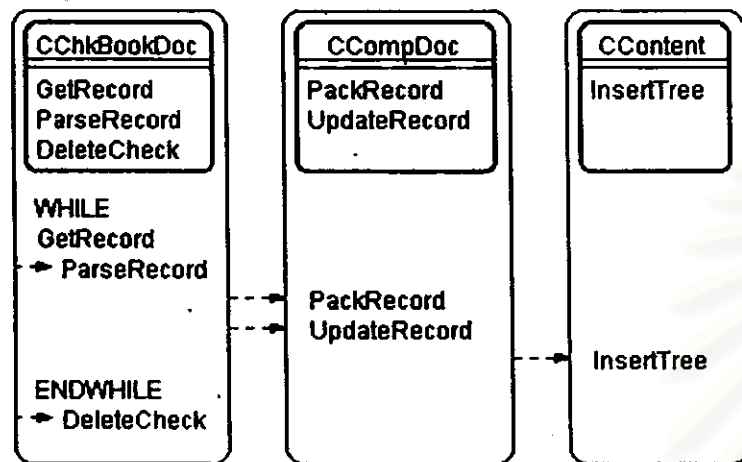 CChkBookDoc
GetRecord
ParseRecord
DeleteCheck
WHILE
GetRecord
ParseRecord
ENDWHILE
DeleteCheck
CCompDoc
PackRecord
UpdateRecord
PackRecord
UpdateRecord
CContent
InsertTree
InsertTree